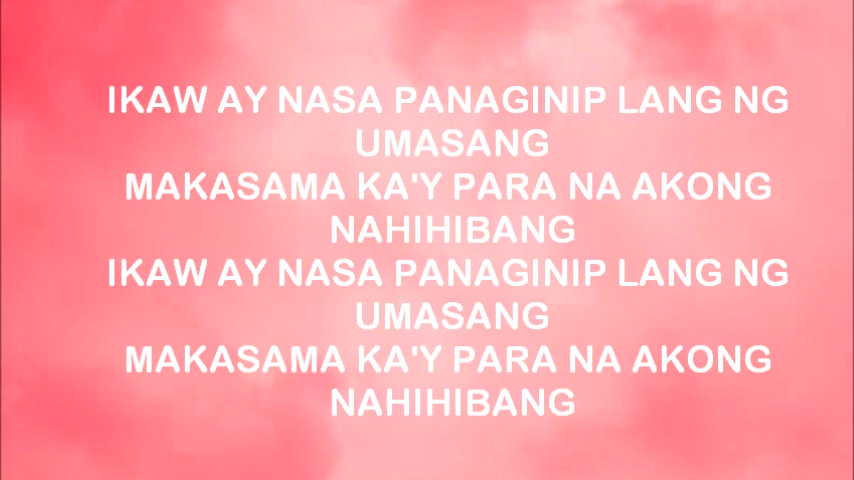 IKAW AY NASA PANAGINIP LANG NG
UMASANG
MAKASAMA KA'Y PARA NA AKONG
NAHIHIBANG
IKAW AY NASA PANAGINIP LANG NG
UMASANG
MAKASAMA KA'Y PARA NA AKONG
NAHIHIBANG